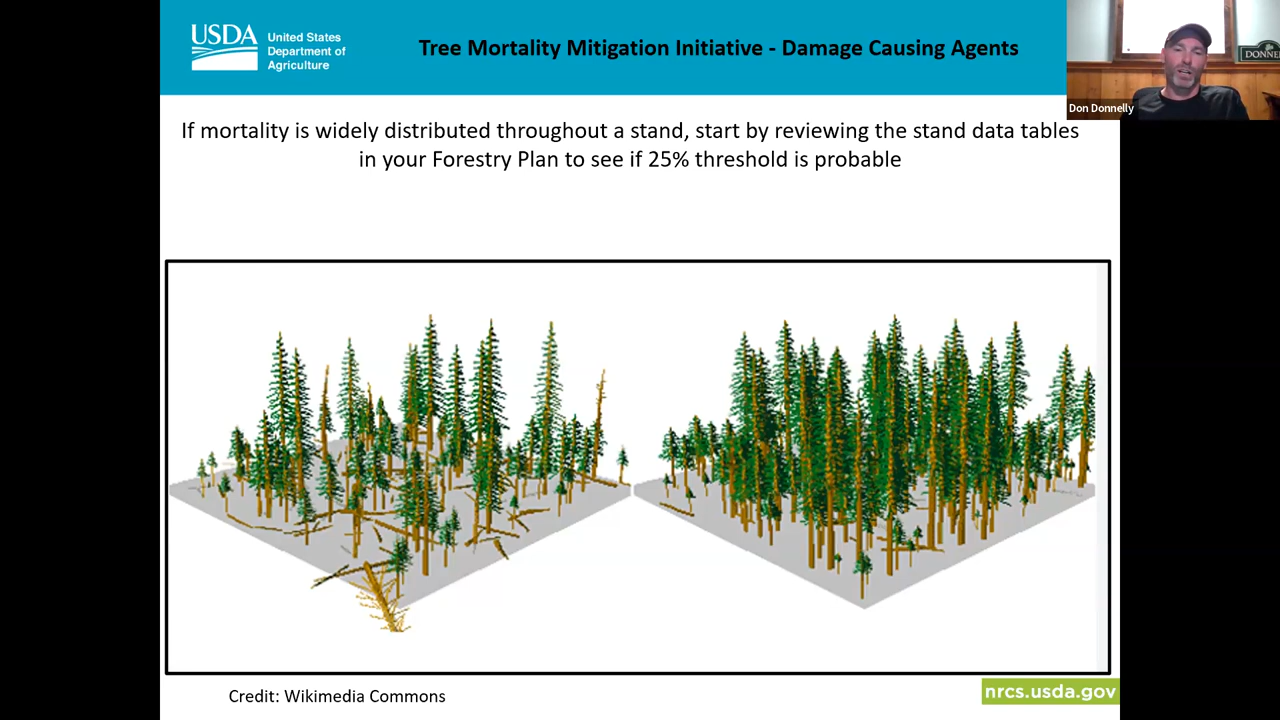 USDA
United States
Department of
Agriculture
Tree Mortality Mitigation Initiative - Damage Causing Agents
Don Donnelly
If mortality is widely distributed throughout a stand, start by reviewing the stand data tables
in your Forestry Plan to see if 25% threshold is probable
Credit: Wikimedia Commons
nrcs.usda.gov